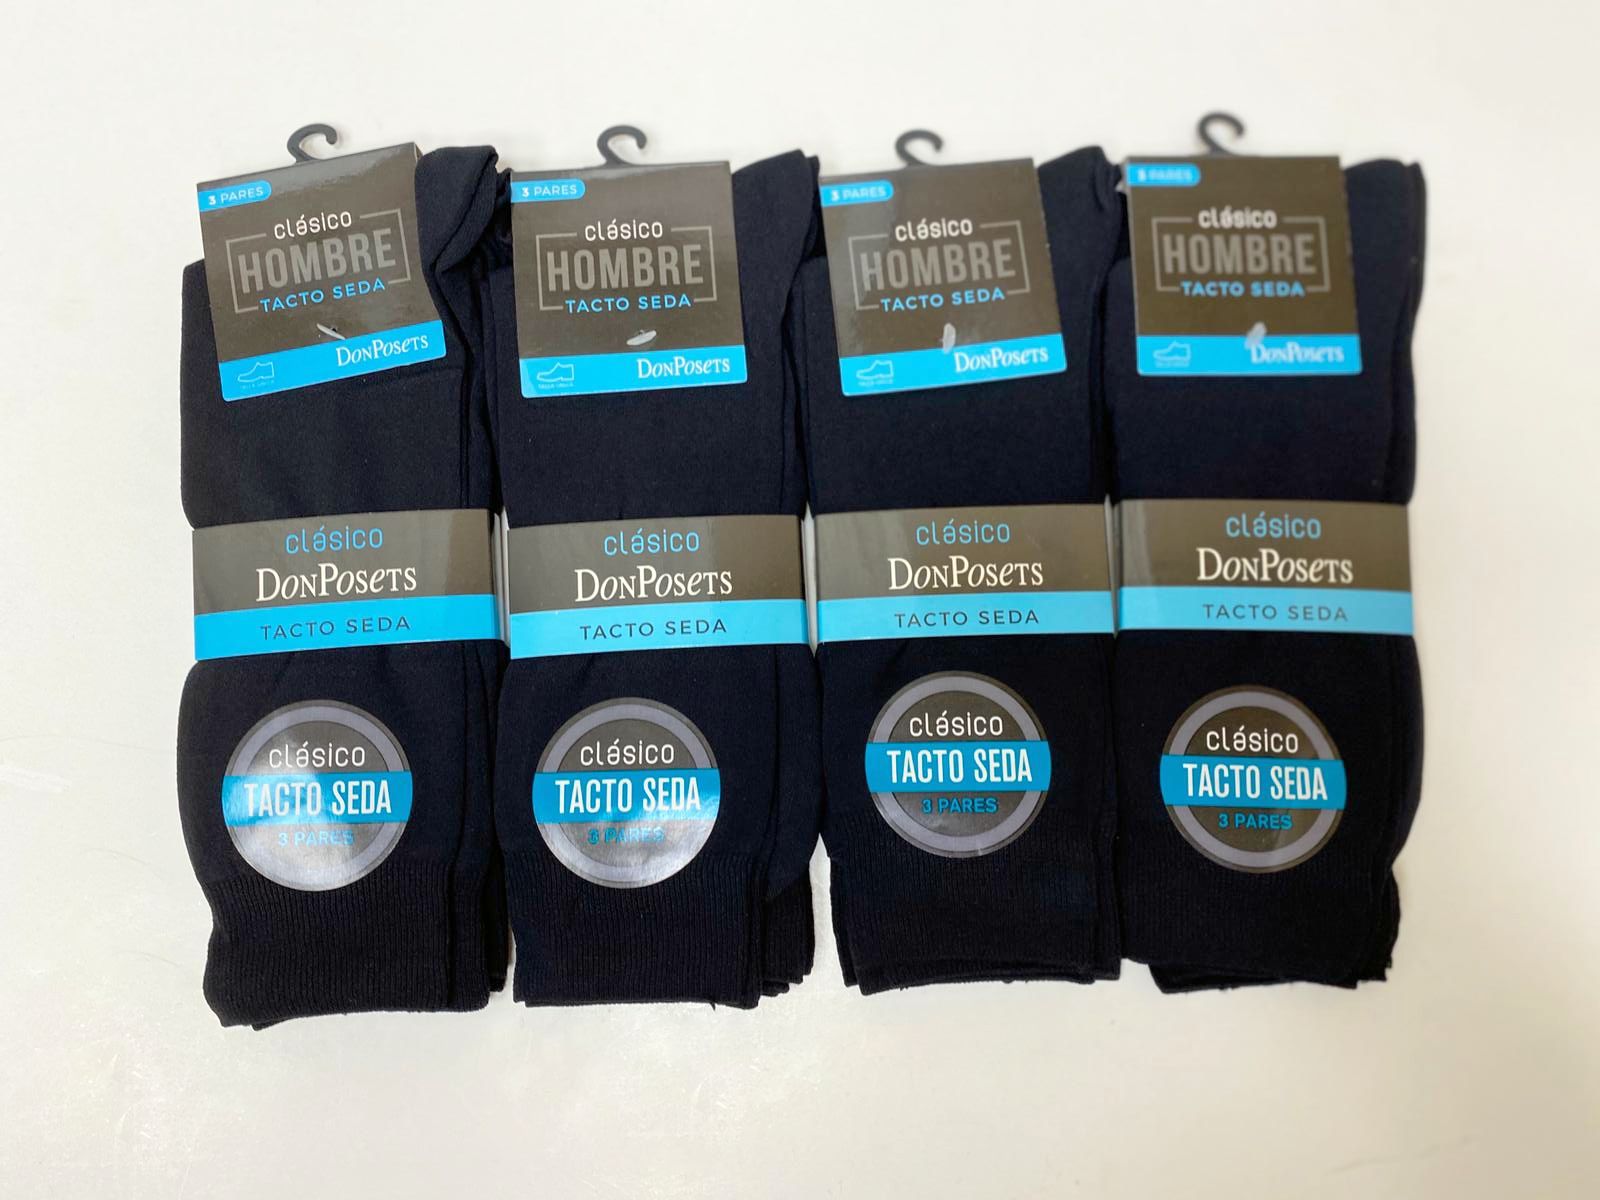 3 PARES
clásico
HOMBRE
TACTO SEDA
DONPOSETS
3 PARES
clásico
HOMBRE
TACTO SEDA
DONPOSETS
3 PARES
clásico
HOMBRE
TACTO SEDA
DONPOSETS
3 PARES
clásico
HOMBRE
TACTO SEDA
DONPOSETS
clásico
DONPOSETS
TACTO SEDA
clásico
DONPOSETS
TACTO SEDA
clásico
DONPOSETS
TACTO SEDA
clásico
DONPOSETS
TACTO SEDA
clásico
TACTO SEDA
3 PARES
clásico
TACTO SEDA
3 PARES
clásico
TACTO SEDA
3 PARES
clásico
TACTO SEDA
3 PARES